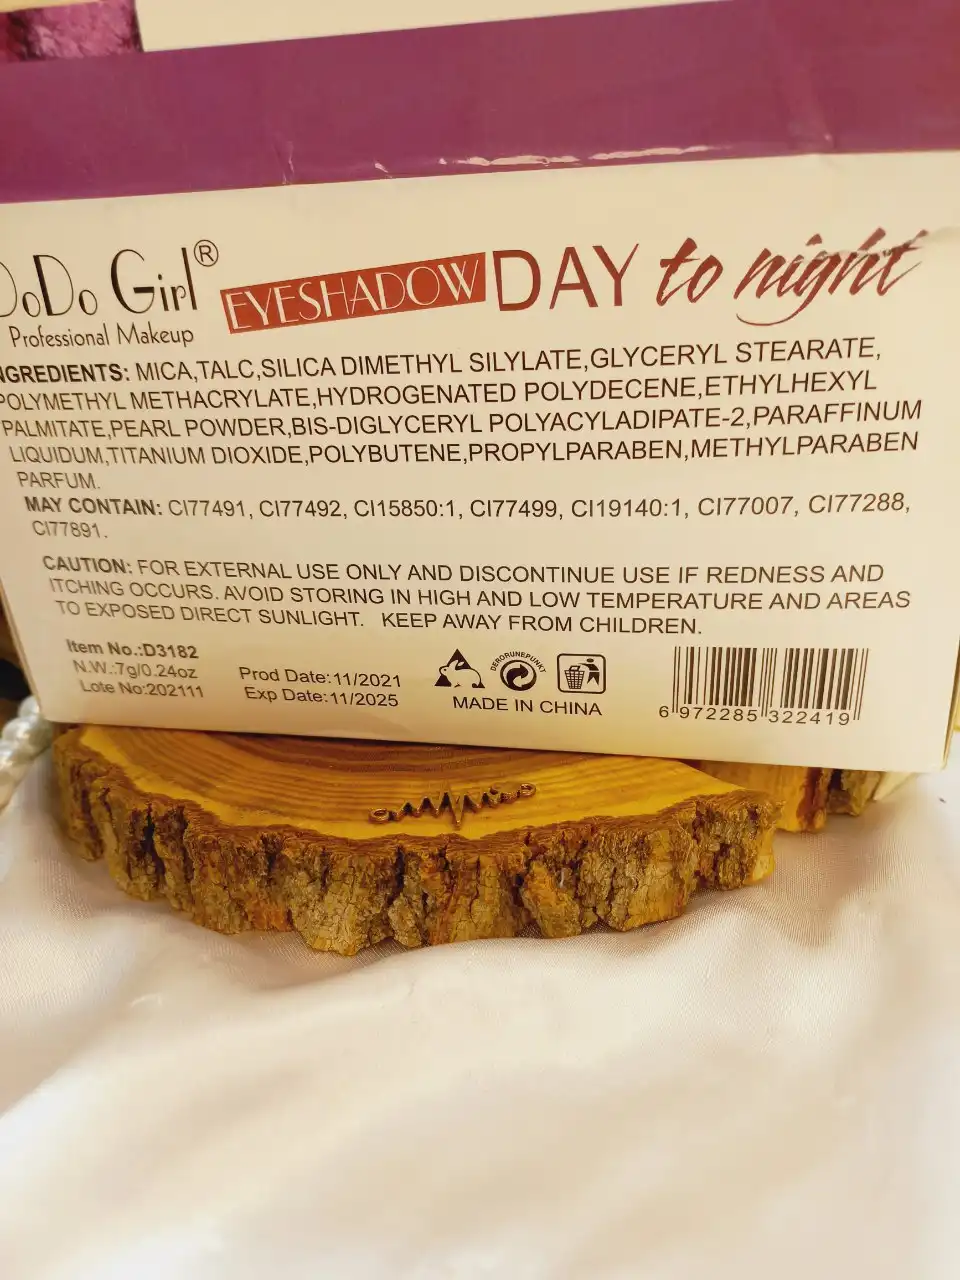 DoDo Girl®
Professional Makeup
EYESHADOW DAY to night
INGREDIENTS: MICA,TALC,SILICA DIMETHYL SILYLATE,GLYCERYL STEARATE,
POLYMETHYL METHACRYLATE,HYDROGENATED POLYDECENE,ETHYLHEXYL
PALMITATE,PEARL POWDER,BIS-DIGLYCERYL POLYACYLADIPATE-2,PARAFFINUM
LIQUIDUM,TITANIUM DIOXIDE,POLYBUTENE,PROPYLPARABEN,METHYLPARABEN
PARFUM.
MAY CONTAIN: CI77491, CI77492, CI15850:1, CI77499, CI19140:1, CI77007, CI77288,
CI77891.
CAUTION: FOR EXTERNAL USE ONLY AND DISCONTINUE USE IF REDNESS AND
ITCHING OCCURS. AVOID STORING IN HIGH AND LOW TEMPERATURE AND AREAS
TO EXPOSED DIRECT SUNLIGHT. KEEP AWAY FROM CHILDREN.
Item No.:D3182
N.W.:7g/0.24oz
Lote No:202111
Prod Date:11/2021
Exp Date:11/2025
DERGRUNEPUNKT
MADE IN CHINA
6 972285 322419